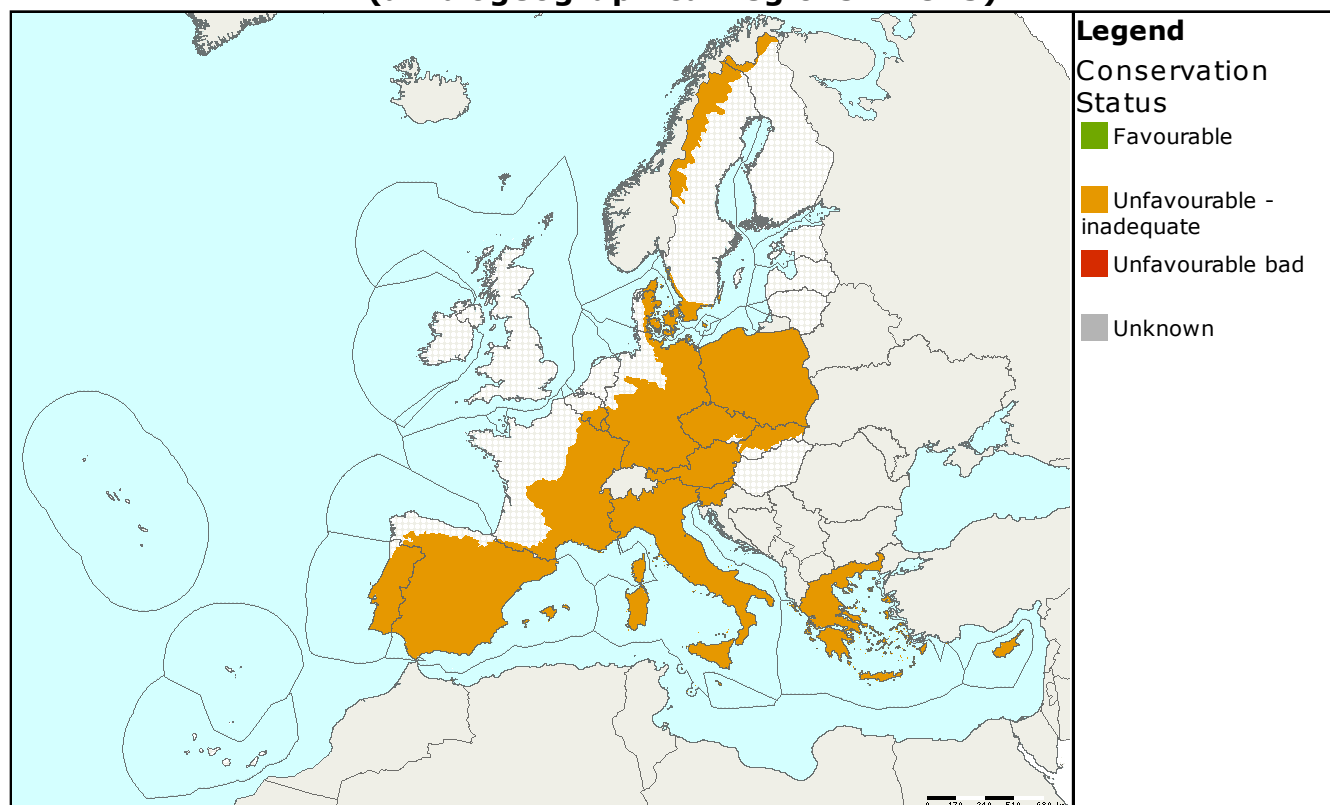 Legend
Conservation
Status
Favourable
Unfavourable -
inadequate
Unfavourable bad
Unknown